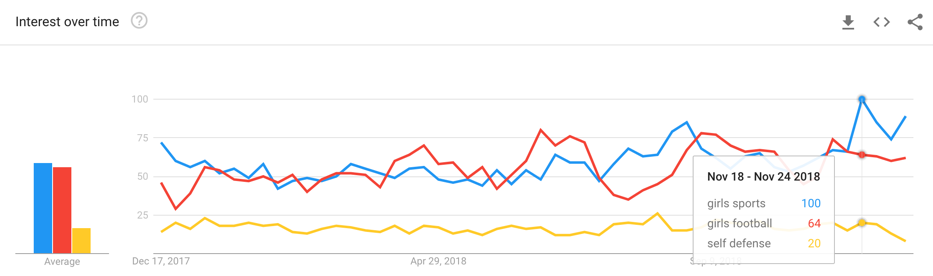 Interest over time ?
100
75
50
25
Average
Dec 17, 2017 Apr 29, 2018
Nov 18 - Nov 24 2018
girls sports 100
girls football 64
self defense 20